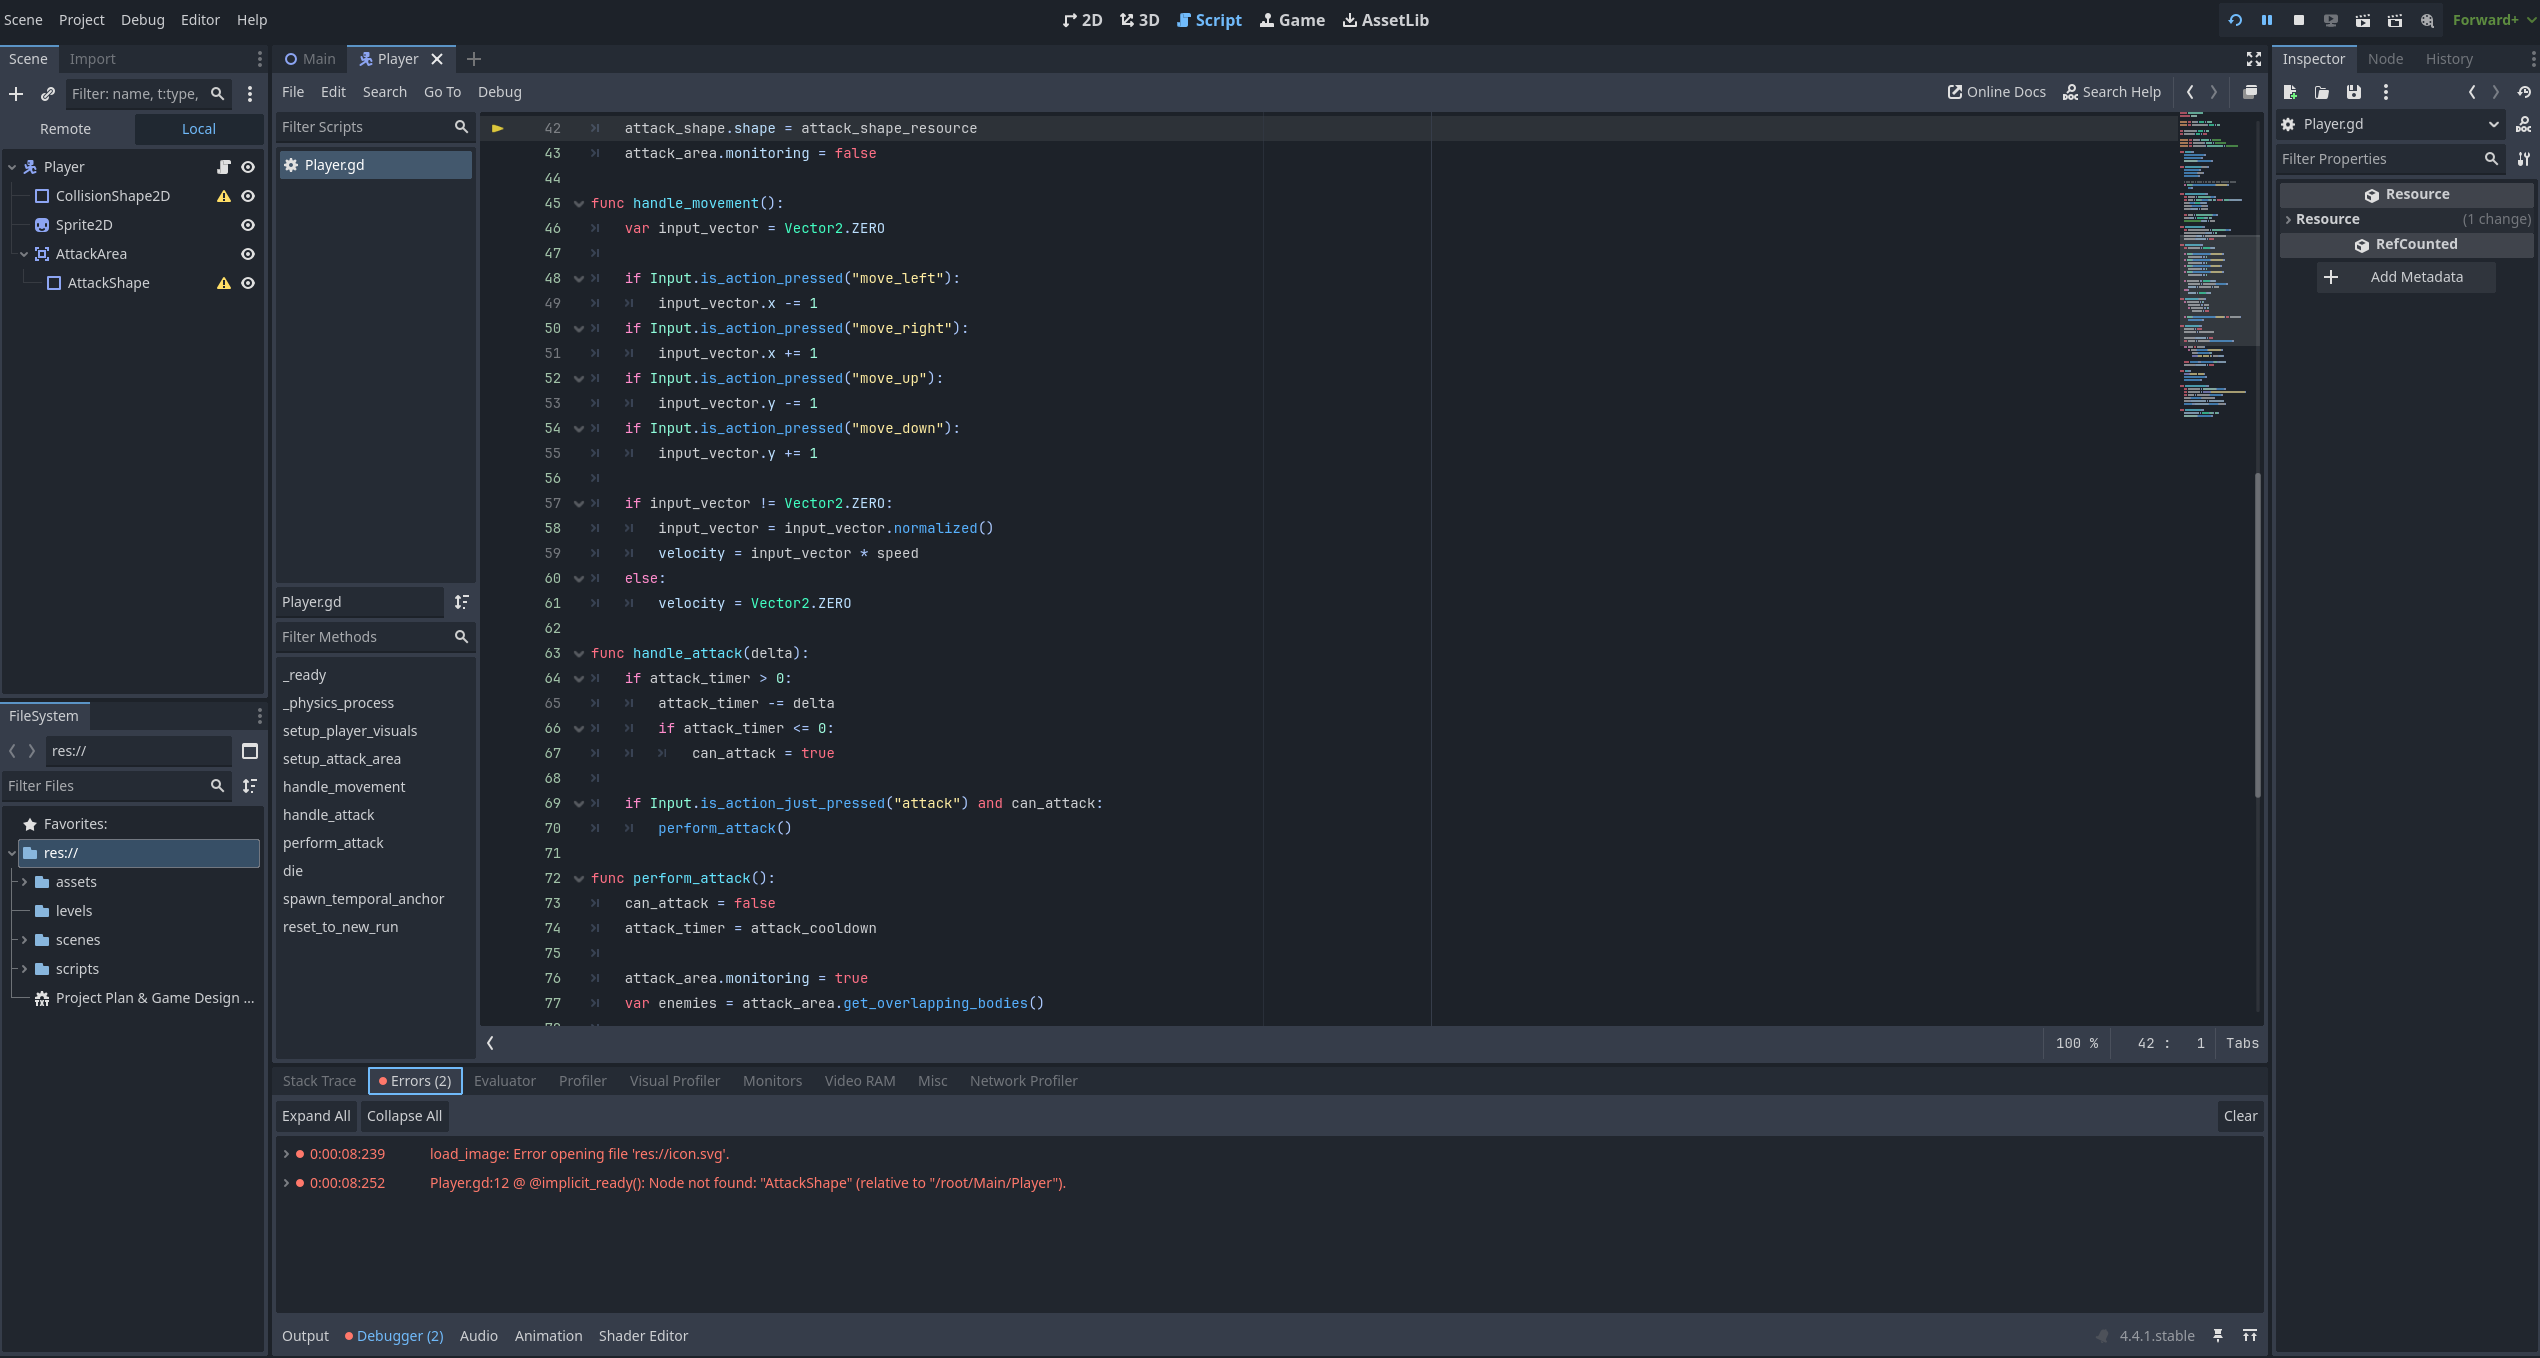 Scene Project Debug Editor Help
2D 3D Script Game AssetLib
Forward+
Scene Import
Filter: name, t:type,
Remote Local
Player
CollisionShape2D
Sprite2D
AttackArea
AttackShape
FileSystem
res://
Filter Files
Favorites:
res://
assets
levels
scenes
scripts
Project Plan & Game Design ...
Main Player
File Edit Search Go To Debug
Online Docs Search Help
Filter Scripts
Player.gd
Player.gd
Filter Methods
_ready
_physics_process
setup_player_visuals
setup_attack_area
handle_movement
handle_attack
perform_attack
die
spawn_temporal_anchor
reset_to_new_run
42 attack_shape.shape = attack_shape_resource
43 attack_area.monitoring = false
44
45 func handle_movement():
46 var input_vector = Vector2.ZERO
47
48 if Input.is_action_pressed("move_left"):
49 input_vector.x -= 1
50 if Input.is_action_pressed("move_right"):
51 input_vector.x += 1
52 if Input.is_action_pressed("move_up"):
53 input_vector.y -= 1
54 if Input.is_action_pressed("move_down"):
55 input_vector.y += 1
56
57 if input_vector != Vector2.ZERO:
58 input_vector = input_vector.normalized()
59 velocity = input_vector * speed
60 else:
61 velocity = Vector2.ZERO
62
63 func handle_attack(delta):
64 if attack_timer > 0:
65 attack_timer -= delta
66 if attack_timer <= 0:
67 can_attack = true
68
69 if Input.is_action_just_pressed("attack") and can_attack:
70 perform_attack()
71
72 func perform_attack():
73 can_attack = false
74 attack_timer = attack_cooldown
75
76 attack_area.monitoring = true
77 var enemies = attack_area.get_overlapping_bodies()
100 % 42 : 1 Tabs
Stack Trace Errors (2) Evaluator Profiler Visual Profiler Monitors Video RAM Misc Network Profiler
Expand All Collapse All Clear
0:00:08:239 load_image: Error opening file 'res://icon.svg'.
0:00:08:252 Player.gd:12 @ @implicit_ready(): Node not found: "AttackShape" (relative to "/root/Main/Player").
Output Debugger (2) Audio Animation Shader Editor
4.4.1.stable
Inspector Node History
Player.gd
Filter Properties
Resource
Resource (1 change)
RefCounted
Add Metadata